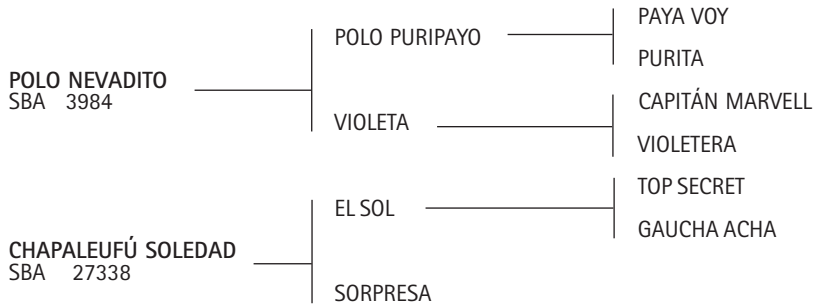 PAYA VOY
POLO PURIPAYO
PURITA
POLO NEVADITO
SBA 3984
CAPITÁN MARVELL
VIOLETA
VIOLETERA
TOP SECRET
EL SOL
GAUCHA ACHA
CHAPALEUFÚ SOLEDAD
SBA 27338
SORPRESA